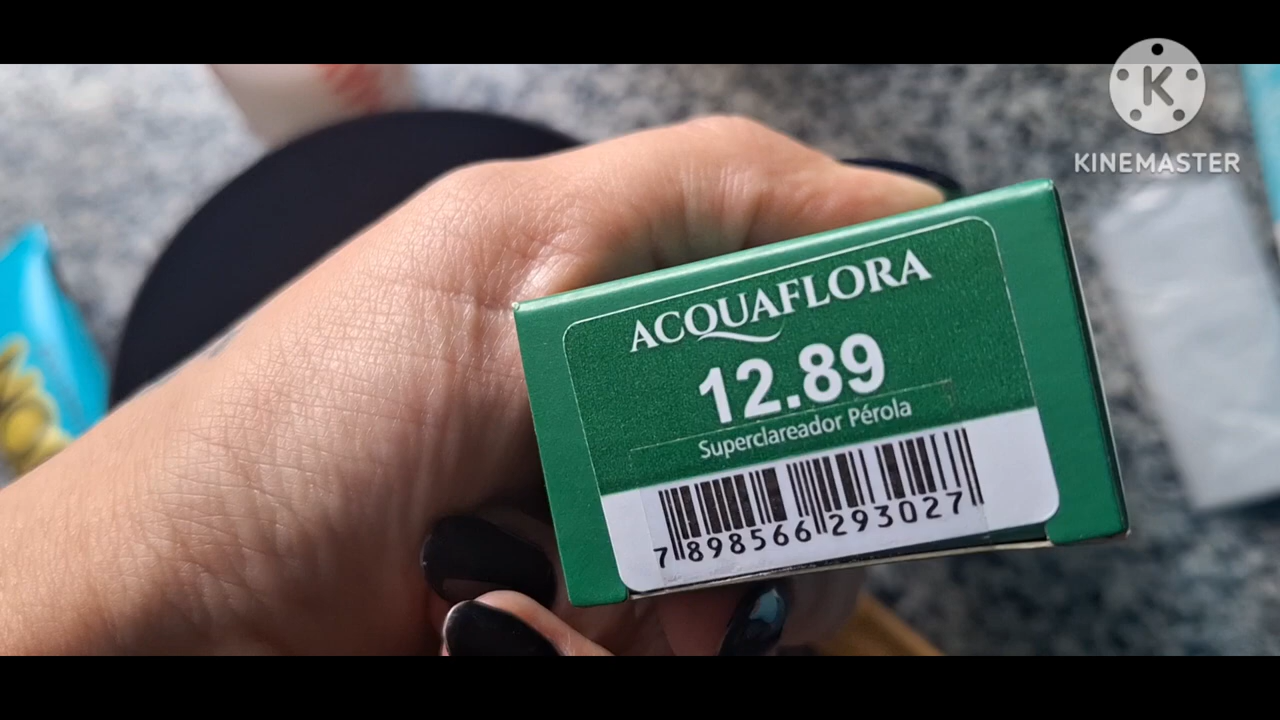 K
KINEMASTER
ACQUAFLORA
12.89
Superclareador Pérola
7 898566 293027